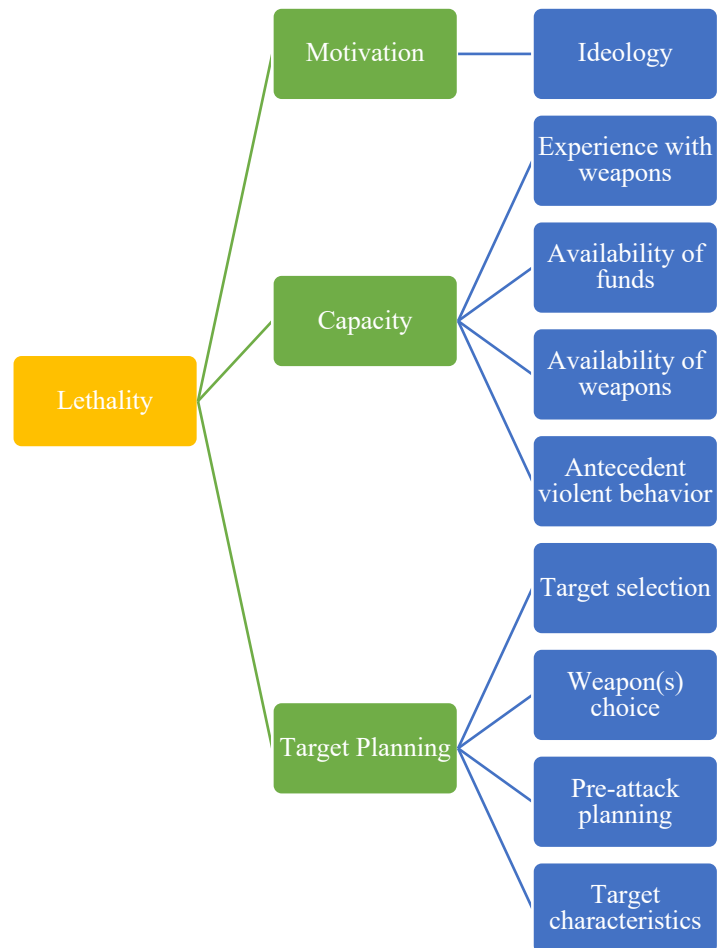 Motivation
Ideology
Experience with
weapons
Availability of
funds
Capacity
Availability of
weapons
Lethality
Antecedent
violent behavior
Target selection
Weapon(s)
choice
Target Planning
Pre-attack
planning
Target
characteristics